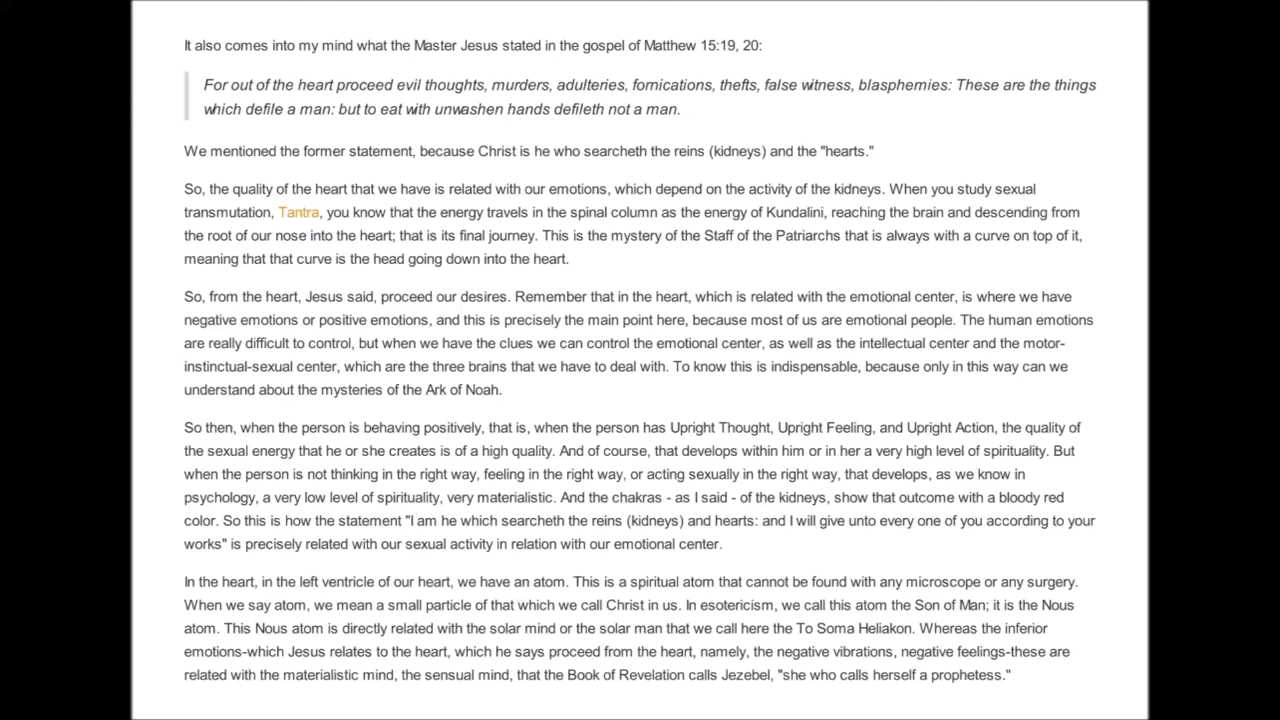 It also comes into my mind what the Master Jesus stated in the gospel of Matthew 15:19, 20:
For out of the heart proceed evil thoughts, murders, adulteries, fornications, thefts, false witness, blasphemies: These are the things
which defile a man: but to eat with unwashen hands defileth not a man.
We mentioned the former statement, because Christ is he who searcheth the reins (kidneys) and the "hearts."
So, the quality of the heart that we have is related with our emotions, which depend on the activity of the kidneys. When you study sexual
transmutation, Tantra, you know that the energy travels in the spinal column as the energy of Kundalini, reaching the brain and descending from
the root of our nose into the heart; that is its final journey. This is the mystery of the Staff of the Patriarchs that is always with a curve on top of it,
meaning that that curve is the head going down into the heart.
So, from the heart, Jesus said, proceed our desires. Remember that in the heart, which is related with the emotional center, is where we have
negative emotions or positive emotions, and this is precisely the main point here, because most of us are emotional people. The human emotions
are really difficult to control, but when we have the clues we can control the emotional center, as well as the intellectual center and the motor-
instinctual-sexual center, which are the three brains that we have to deal with. To know this is indispensable, because only in this way can we
understand about the mysteries of the Ark of Noah.
So then, when the person is behaving positively, that is, when the person has Upright Thought, Upright Feeling, and Upright Action, the quality of
the sexual energy that he or she creates is of a high quality. And of course, that develops within him or in her a very high level of spirituality. But
when the person is not thinking in the right way, feeling in the right way, or acting sexually in the right way, that develops, as we know in
psychology, a very low level of spirituality, very materialistic. And the chakras - as I said - of the kidneys, show that outcome with a bloody red
color. So this is how the statement "I am he which searcheth the reins (kidneys) and hearts: and I will give unto every one of you according to your
works" is precisely related with our sexual activity in relation with our emotional center.
In the heart, in the left ventricle of our heart, we have an atom. This is a spiritual atom that cannot be found with any microscope or any surgery.
When we say atom, we mean a small particle of that which we call Christ in us. In esotericism, we call this atom the Son of Man; it is the Nous
atom. This Nous atom is directly related with the solar mind or the solar man that we call here the To Soma Heliakon. Whereas the inferior
emotions-which Jesus relates to the heart, which he says proceed from the heart, namely, the negative vibrations, negative feelings-these are
related with the materialistic mind, the sensual mind, that the Book of Revelation calls Jezebel, "she who calls herself a prophetess."